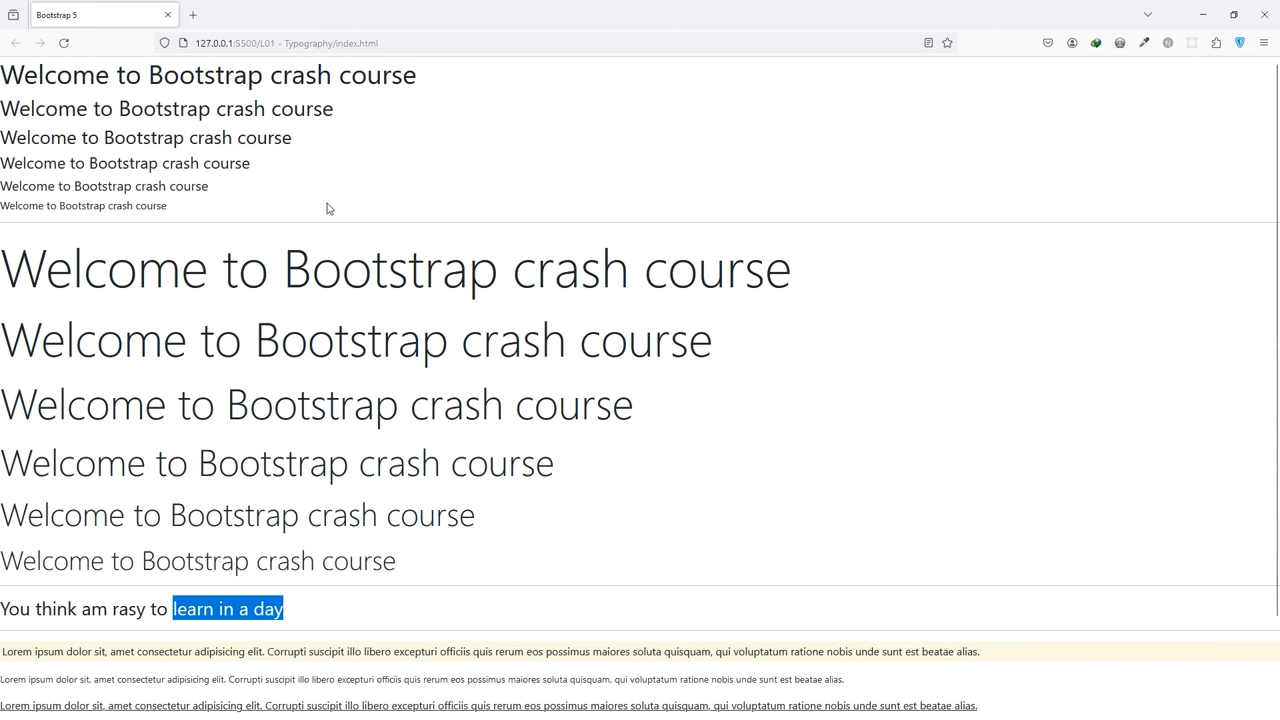 Bootstrap 5
127.0.0.1:5500/L01 - Typography/index.html
Welcome to Bootstrap crash course
Welcome to Bootstrap crash course
Welcome to Bootstrap crash course
Welcome to Bootstrap crash course
Welcome to Bootstrap crash course
Welcome to Bootstrap crash course
Welcome to Bootstrap crash course
Welcome to Bootstrap crash course
Welcome to Bootstrap crash course
Welcome to Bootstrap crash course
Welcome to Bootstrap crash course
Welcome to Bootstrap crash course
You think am rasy to learn in a day
Lorem ipsum dolor sit, amet consectetur adipisicing elit. Corrupti suscipit illo libero excepturi officiis quis rerum eos possimus maiores soluta quisquam, qui voluptatum ratione nobis unde sunt est beatae alias.
Lorem ipsum dolor sit, amet consectetur adipisicing elit. Corrupti suscipit illo libero excepturi officiis quis rerum eos possimus maiores soluta quisquam, qui voluptatum ratione nobis unde sunt est beatae alias.
Lorem ipsum dolor sit, amet consectetur adipisicing elit. Corrupti suscipit illo libero excepturi officiis quis rerum eos possimus maiores soluta quisquam, qui voluptatum ratione nobis unde sunt est beatae alias.